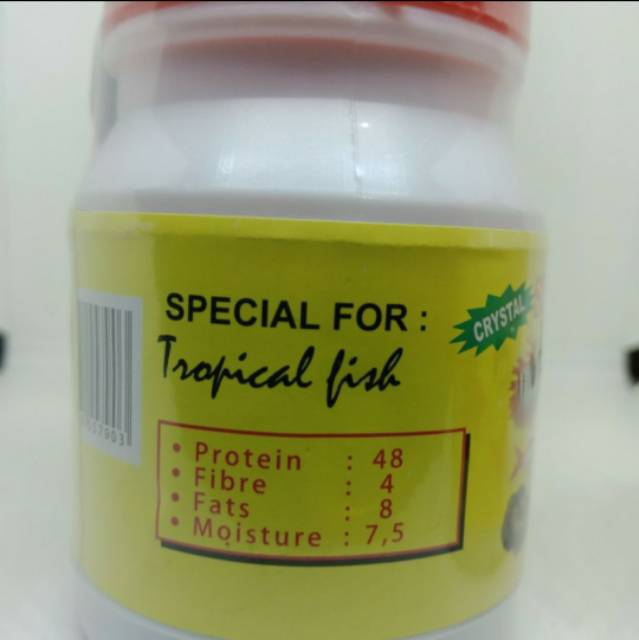 SPECIAL FOR :
Tropical fish
CRYSTAL
• Protein : 48
• Fibre : 4
• Fats : 8
• Moisture : 7,5